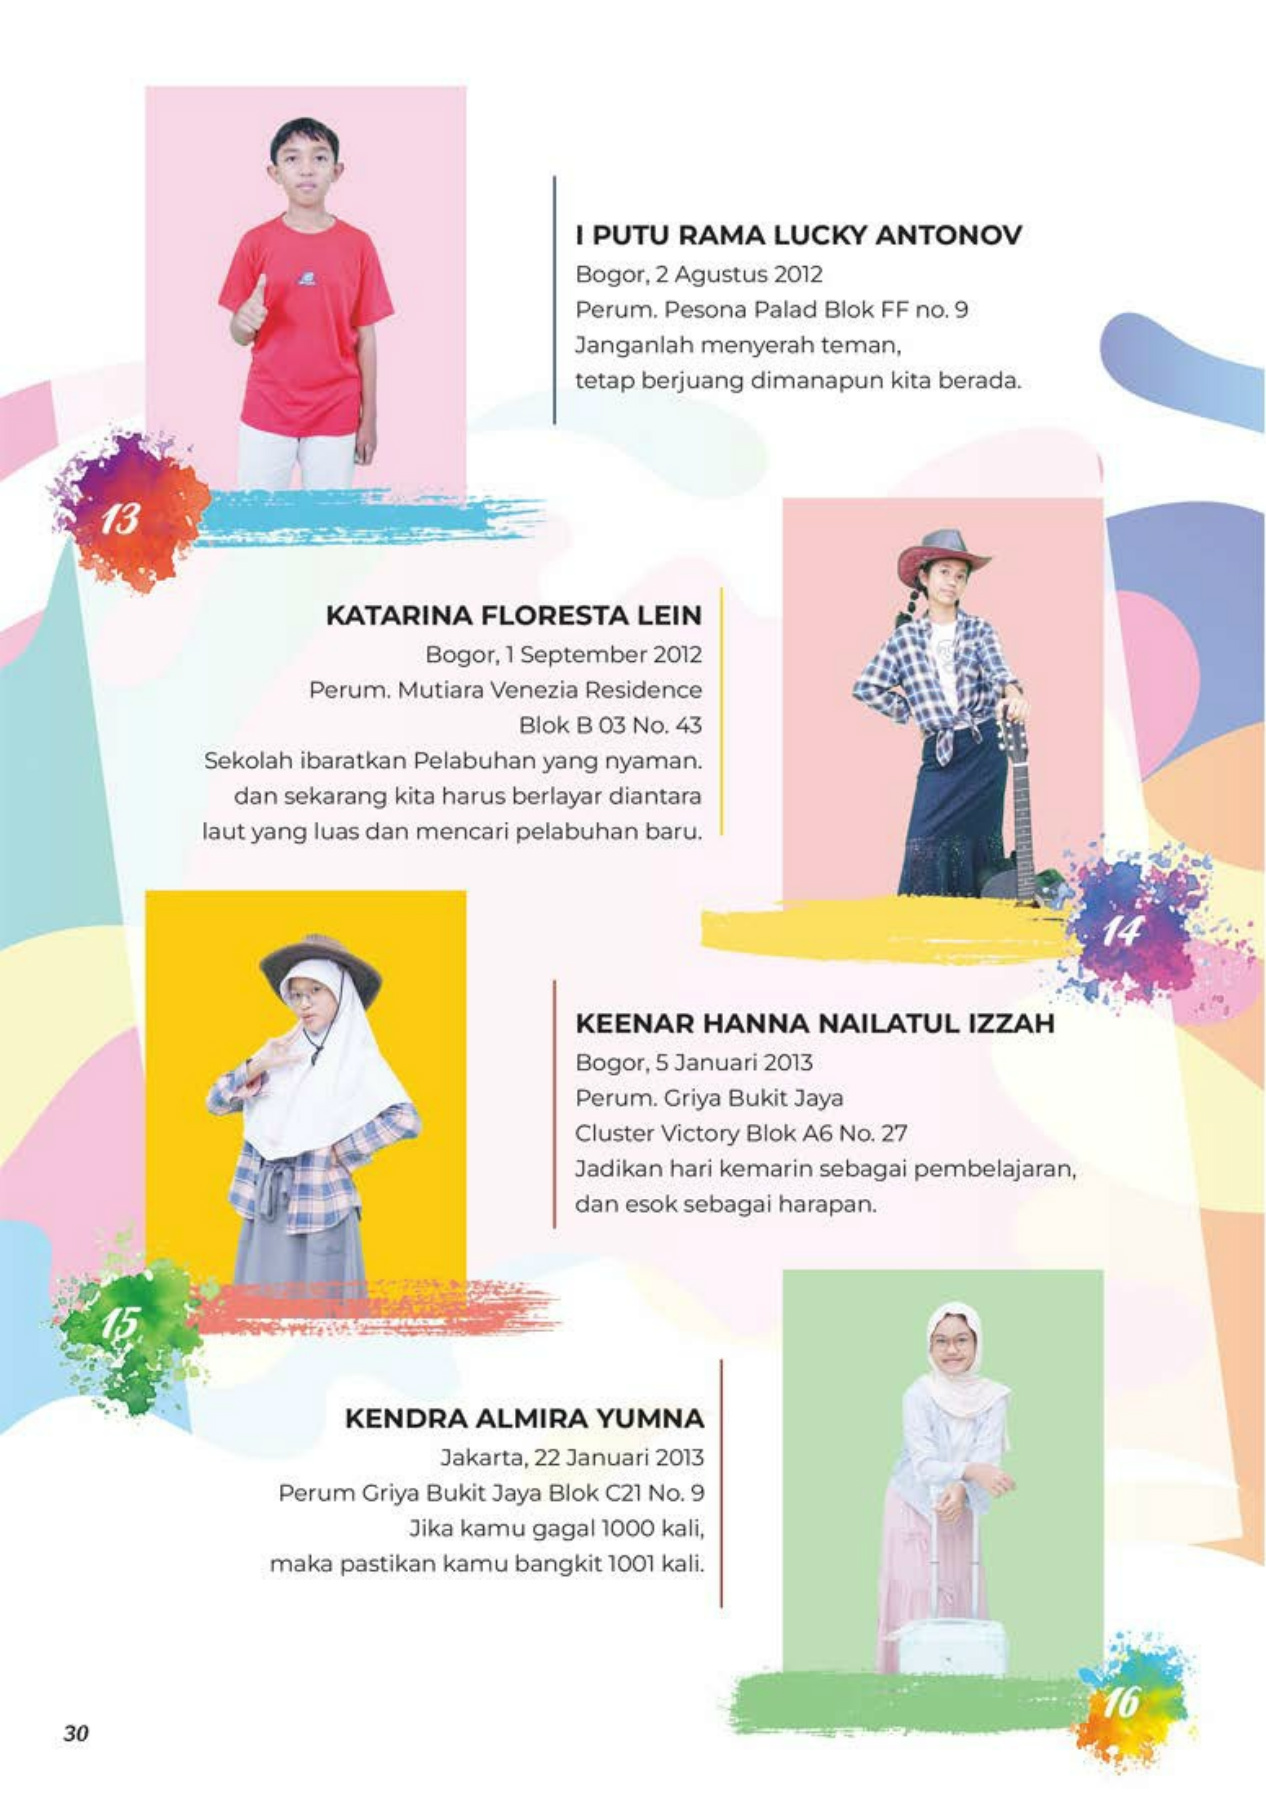 I PUTU RAMA LUCKY ANTONOV
Bogor, 2 Agustus 2012
Perum. Pesona Palad Blok FF no. 9
Janganlah menyerah teman,
tetap berjuang dimanapun kita berada.
13
KATARINA FLORESTA LEIN
Bogor, 1 September 2012
Perum. Mutiara Venezia Residence
Blok B 03 No. 43
Sekolah ibaratkan Pelabuhan yang nyaman.
dan sekarang kita harus berlayar diantara
laut yang luas dan mencari pelabuhan baru.
14
KEENAR HANNA NAILATUL IZZAH
Bogor, 5 Januari 2013
Perum. Griya Bukit Jaya
Cluster Victory Blok A6 No. 27
Jadikan hari kemarin sebagai pembelajaran,
dan esok sebagai harapan.
15
KENDRA ALMIRA YUMNA
Jakarta, 22 Januari 2013
Perum Griya Bukit Jaya Blok C21 No. 9
Jika kamu gagal 1000 kali,
maka pastikan kamu bangkit 1001 kali.
16
30